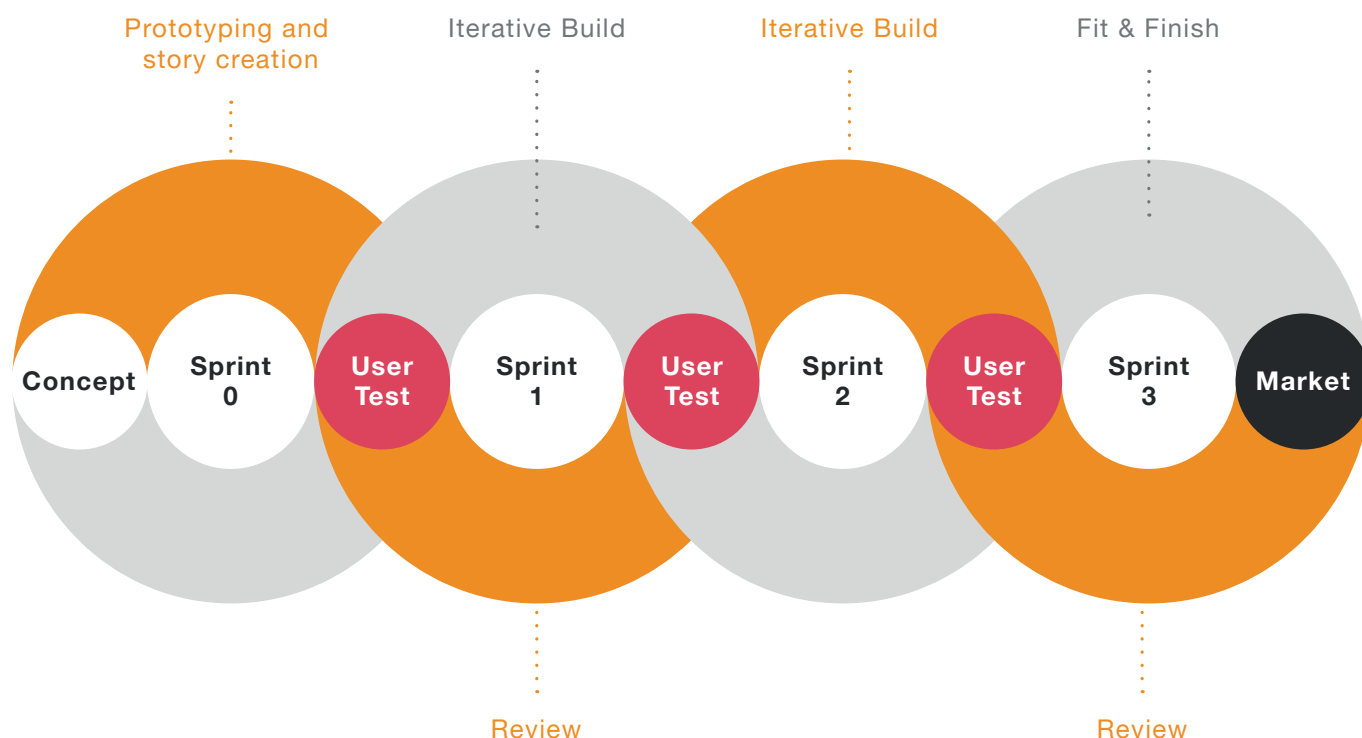 Prototyping and
story creation
Iterative Build
Iterative Build
Fit & Finish
Concept
Sprint
0
User
Test
Sprint
1
User
Test
Sprint
2
User
Test
Sprint
3
Market
Review
Review